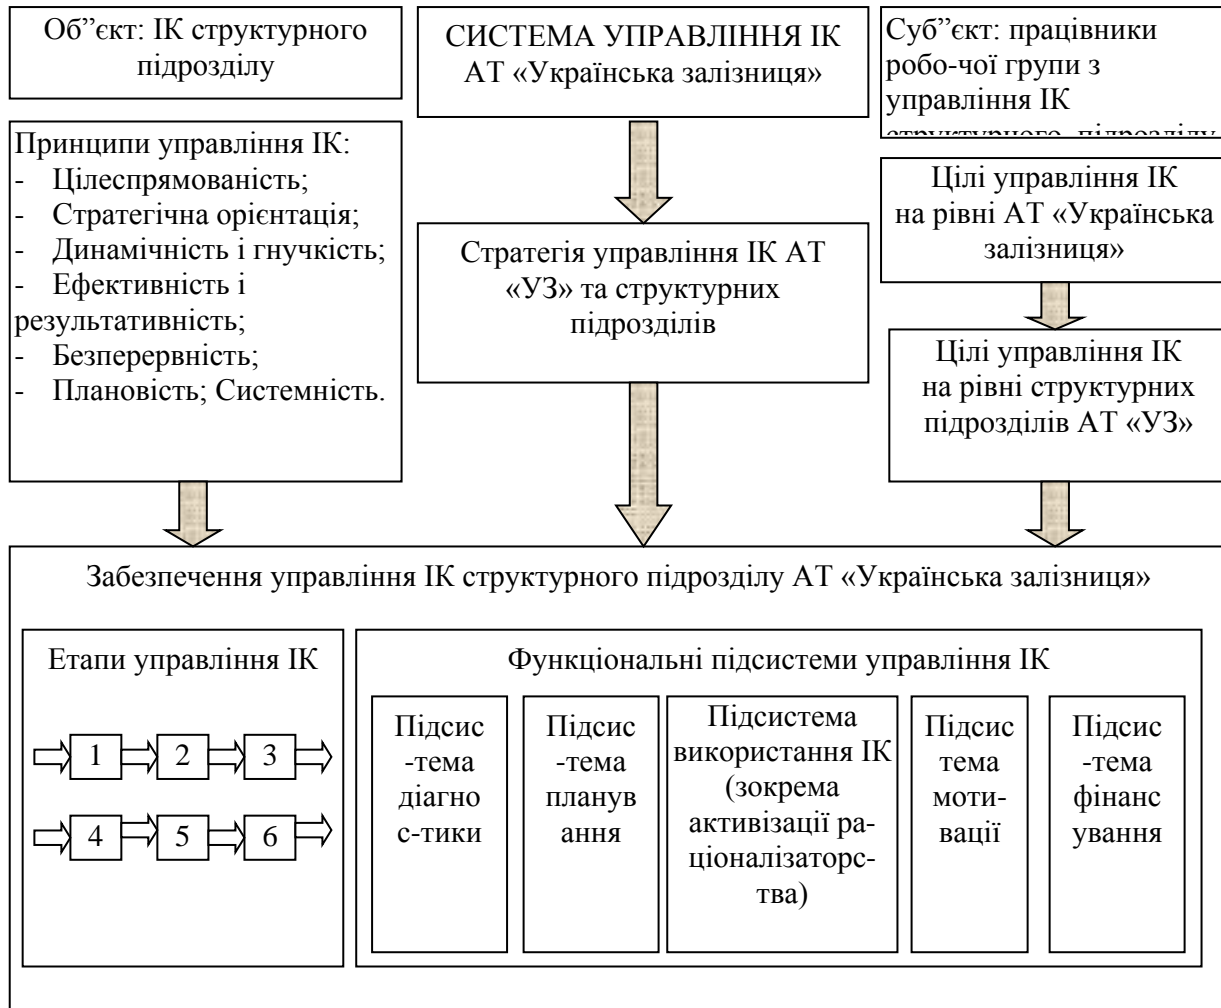 Об”єкт: ІК структурного
підрозділу
СИСТЕМА УПРАВЛІННЯ ІК
АТ «Українська залізниця»
Суб”єкт: працівники
робо-чої групи з
управління ІК
структурного підрозділу
Принципи управління ІК:
- Цілеспрямованість;
- Стратегічна орієнтація;
- Динамічність і гнучкість;
- Ефективність і
результативність;
- Безперервність;
- Плановість; Системність.
Стратегія управління ІК АТ
«УЗ» та структурних
підрозділів
Цілі управління ІК
на рівні АТ «Українська
залізниця»
Цілі управління ІК
на рівні структурних
підрозділів АТ «УЗ»
Забезпечення управління ІК структурного підрозділу АТ «Українська залізниця»
Етапи управління ІК
1 2 3
4 5 6
Функціональні підсистеми управління ІК
Підсис
-тема
діагно
с-тики
Підсис
-тема
планув
ання
Підсистема
використання ІК
(зокрема
активізації ра-
ціоналізаторс-
тва)
Підсис
тема
моти-
вації
Підсис
-тема
фінанс
ування